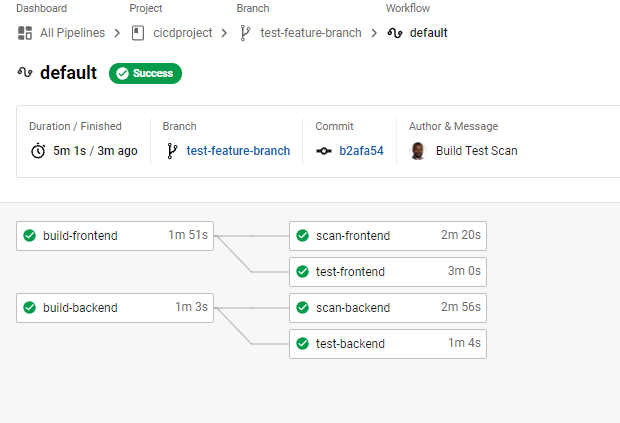 Dashboard Project Branch Workflow
All Pipelines cicdproject test-feature-branch default
default Success
Duration / Finished Branch Commit Author & Message
5m 1s / 3m ago test-feature-branch b2afa54 Build Test Scan
build-frontend 1m 51s scan-frontend 2m 20s
test-frontend 3m 0s
build-backend 1m 3s scan-backend 2m 56s
test-backend 1m 4s